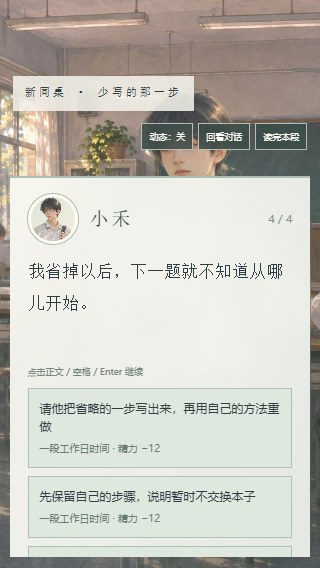 新同桌 · 少写的那一步
动态：关 回看对话 读完本段
小禾 4 / 4
我省掉以后，下一题就不知道从哪
儿开始。
点击正文 / 空格 / Enter 继续
请他把省略的一步写出来，再用自己的方法重
做
一段工作日时间 · 精力 −12
先保留自己的步骤，说明暂时不交换本子
一段工作日时间 · 精力 −12